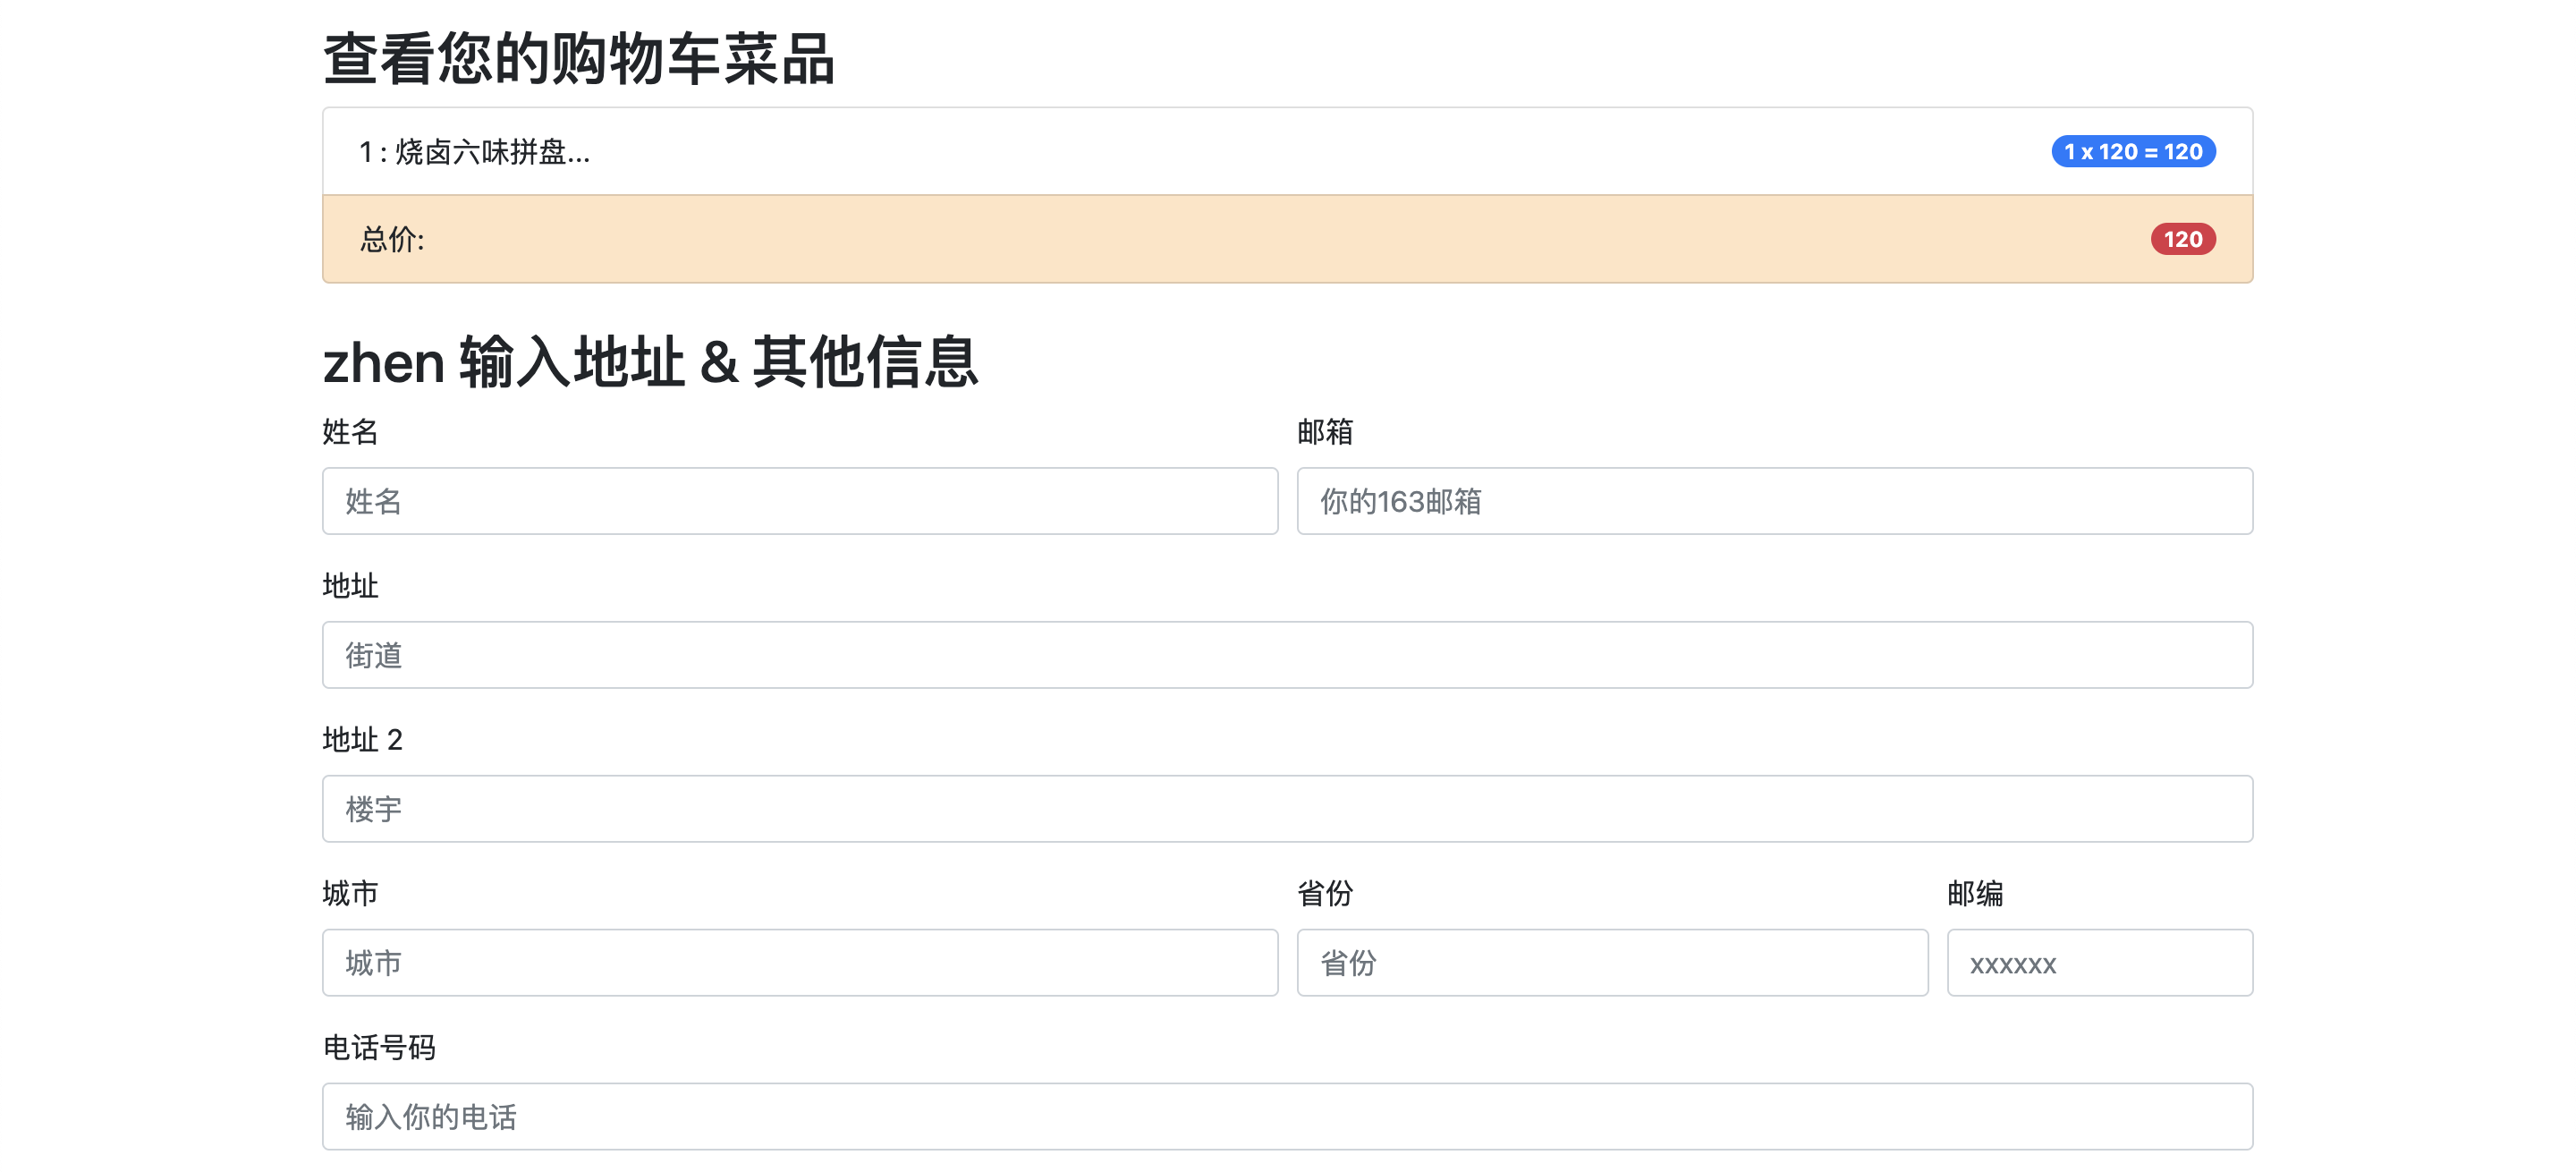 查看您的购物车菜品
1 : 烧卤六味拼盘...
1 x 120 = 120
总价:
120
zhen 输入地址 & 其他信息
姓名
邮箱
姓名
你的163邮箱
地址
街道
地址 2
楼宇
城市
省份
邮编
城市
省份
xxxxxx
电话号码
输入你的电话